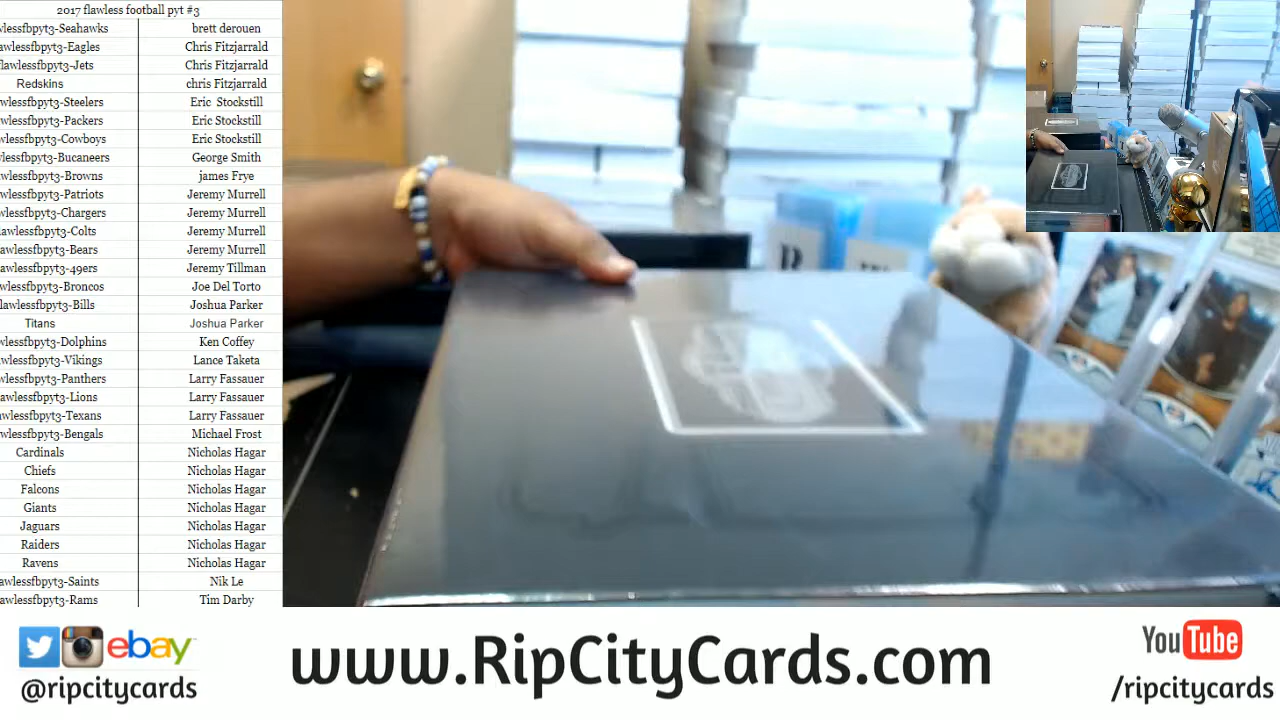 2017 flawless football pyt #3
wlessfbpyt3-Seahawks brett derouen
awlessfbpyt3-Eagles Chris Fitzjarrald
flawlessfbpyt3-Jets Chris Fitzjarrald
Redskins chris Fitzjarrald
wlessfbpyt3-Steelers Eric Stockstill
wlessfbpyt3-Packers Eric Stockstill
wlessfbpyt3-Cowboys Eric Stockstill
wlessfbpyt3-Bucaneers George Smith
wlessfbpyt3-Browns james Frye
wlessfbpyt3-Patriots Jeremy Murrell
wlessfbpyt3-Chargers Jeremy Murrell
lawlessfbpyt3-Colts Jeremy Murrell
awlessfbpyt3-Bears Jeremy Murrell
awlessfbpyt3-49ers Jeremy Tillman
wlessfbpyt3-Broncos Joe Del Torto
flawlessfbpyt3-Bills Joshua Parker
Titans Joshua Parker
wlessfbpyt3-Dolphins Ken Coffey
wlessfbpyt3-Vikings Lance Taketa
wlessfbpyt3-Panthers Larry Fassauer
awlessfbpyt3-Lions Larry Fassauer
awlessfbpyt3-Texans Larry Fassauer
wlessfbpyt3-Bengals Michael Frost
Cardinals Nicholas Hagar
Chiefs Nicholas Hagar
Falcons Nicholas Hagar
Giants Nicholas Hagar
Jaguars Nicholas Hagar
Raiders Nicholas Hagar
Ravens Nicholas Hagar
awlessfbpyt3-Saints Nik Le
awlessfbpyt3-Rams Tim Darby
ebay
@ripcitycards
www.RipCityCards.com
YouTube
/ripcitycards